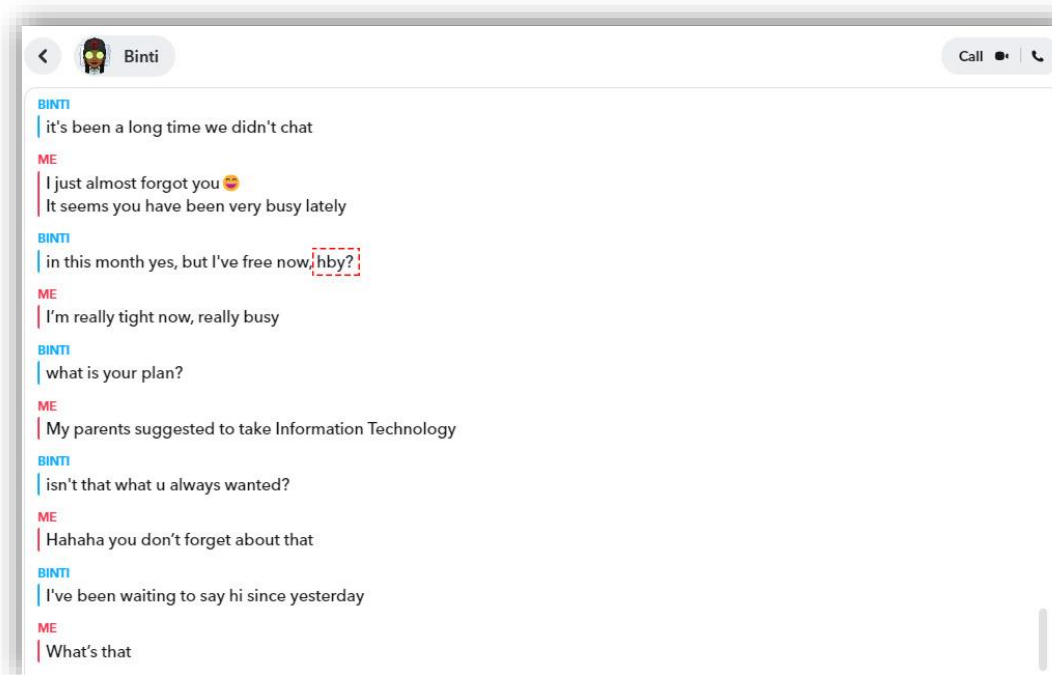 Binti
Call
BINTI
it's been a long time we didn't chat
ME
I just almost forgot you😄
It seems you have been very busy lately
BINTI
in this month yes, but I've free now, hby?
ME
I'm really tight now, really busy
BINTI
what is your plan?
ME
My parents suggested to take Information Technology
BINTI
isn't that what u always wanted?
ME
Hahaha you don't forget about that
BINTI
I've been waiting to say hi since yesterday
ME
What's that